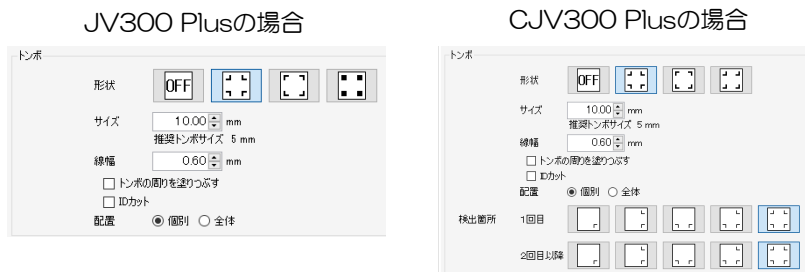 JV300 Plusの場合
トンボ
形状 OFF
サイズ 10.00 mm
推奨トンボサイズ 5 mm
線幅 0.60 mm
トンボの周りを塗りつぶす
IDカット
配置 個別 全体
CJV300 Plusの場合
トンボ
形状 OFF
サイズ 10.00 mm
推奨トンボサイズ 5 mm
線幅 0.60 mm
トンボの周りを塗りつぶす
IDカット
配置 個別 全体
検出箇所 1回目
2回目以降